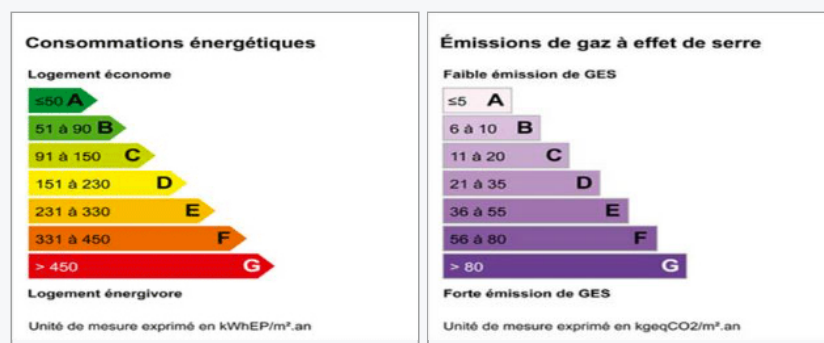 Consommations énergétiques
Logement économe
≤50 A
51 à 90 B
91 à 150 C
151 à 230 D
231 à 330 E
331 à 450 F
> 450 G
Logement énergivore
Unité de mesure exprimé en kWhEP/m².an
Émissions de gaz à effet de serre
Faible émission de GES
≤5 A
6 à 10 B
11 à 20 C
21 à 35 D
36 à 55 E
56 à 80 F
> 80 G
Forte émission de GES
Unité de mesure exprimé en kgeqCO2/m².an